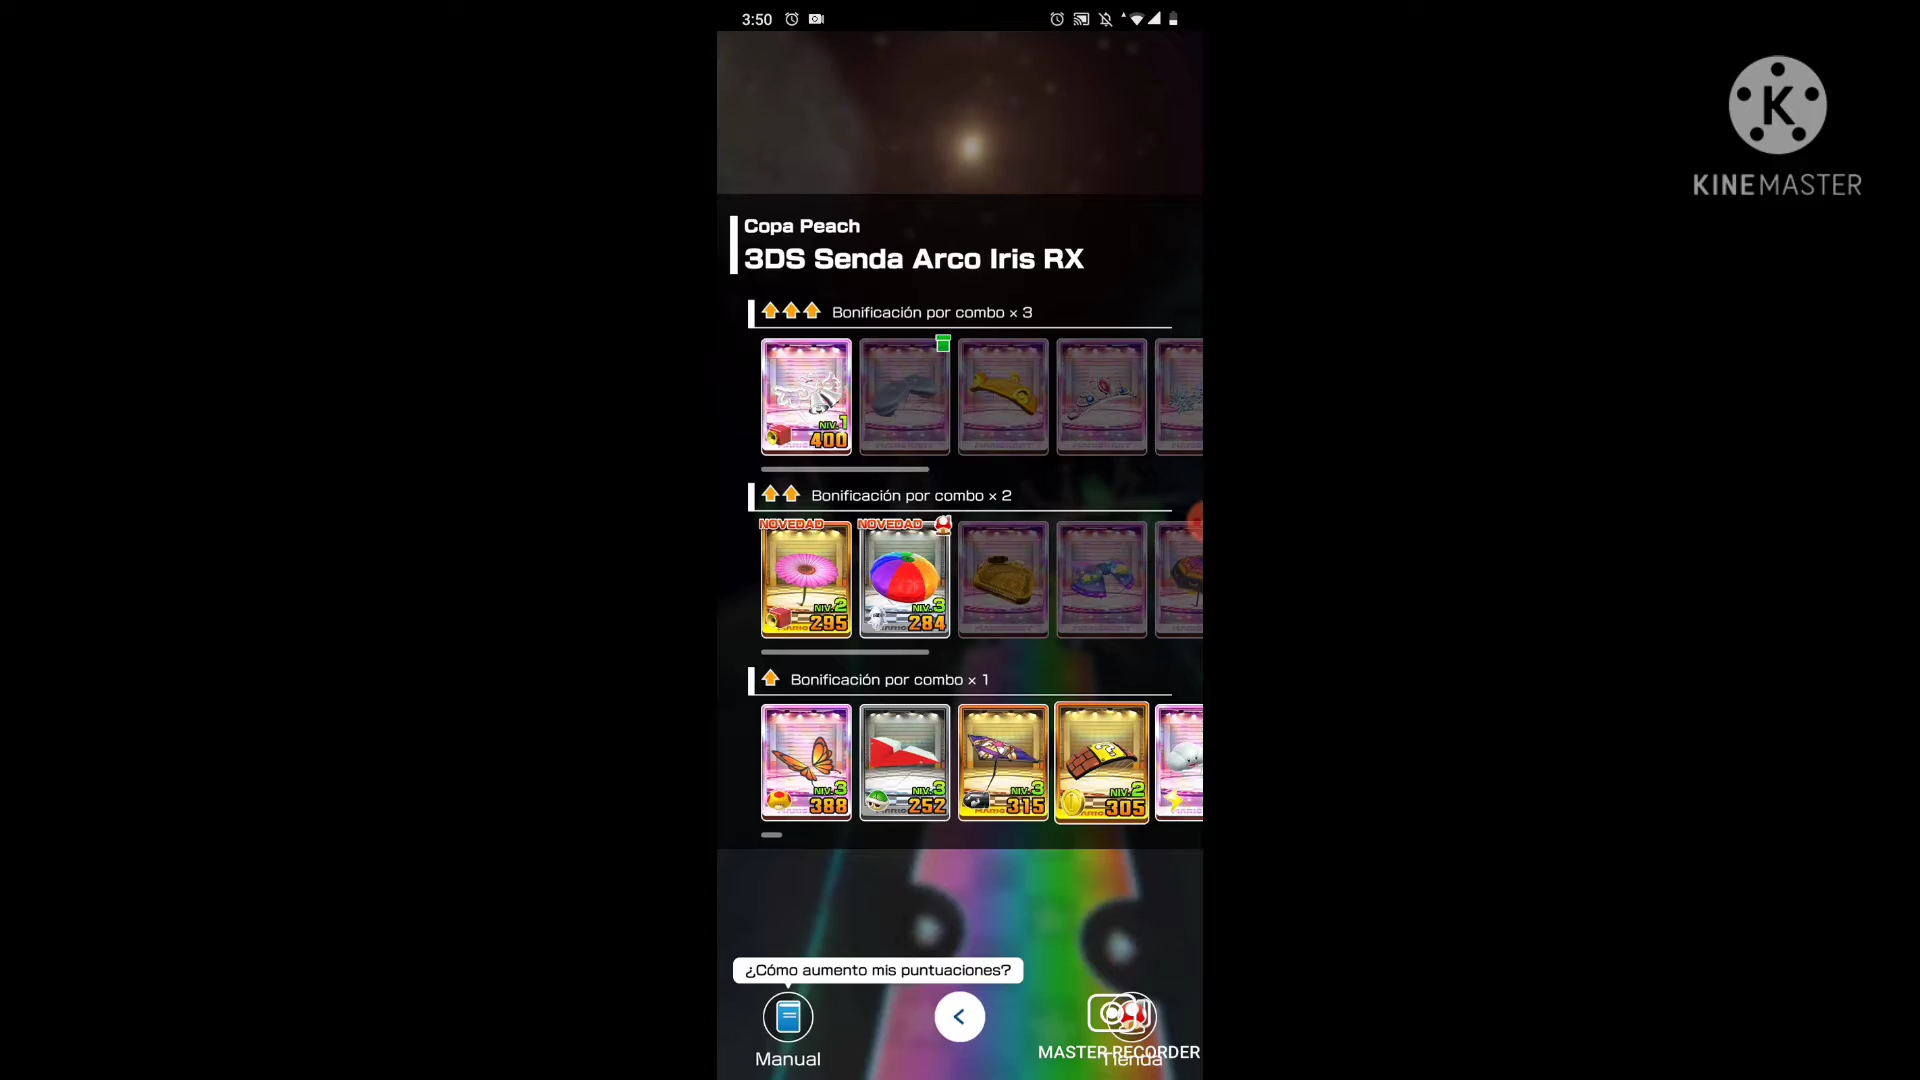 3:50
K
KINEMASTER
Copa Peach
3DS Senda Arco Iris RX
Bonificación por combo × 3
NIV. 1
400
Bonificación por combo × 2
NOVEDAD NOVEDAD
NIV. 2 NIV. 3
295 284
Bonificación por combo × 1
NIV. 3 NIV. 3 NIV. 3 NIV. 2
388 252 315 305
¿Cómo aumento mis puntuaciones?
<
MASTER RECORDER
Manual Tienda